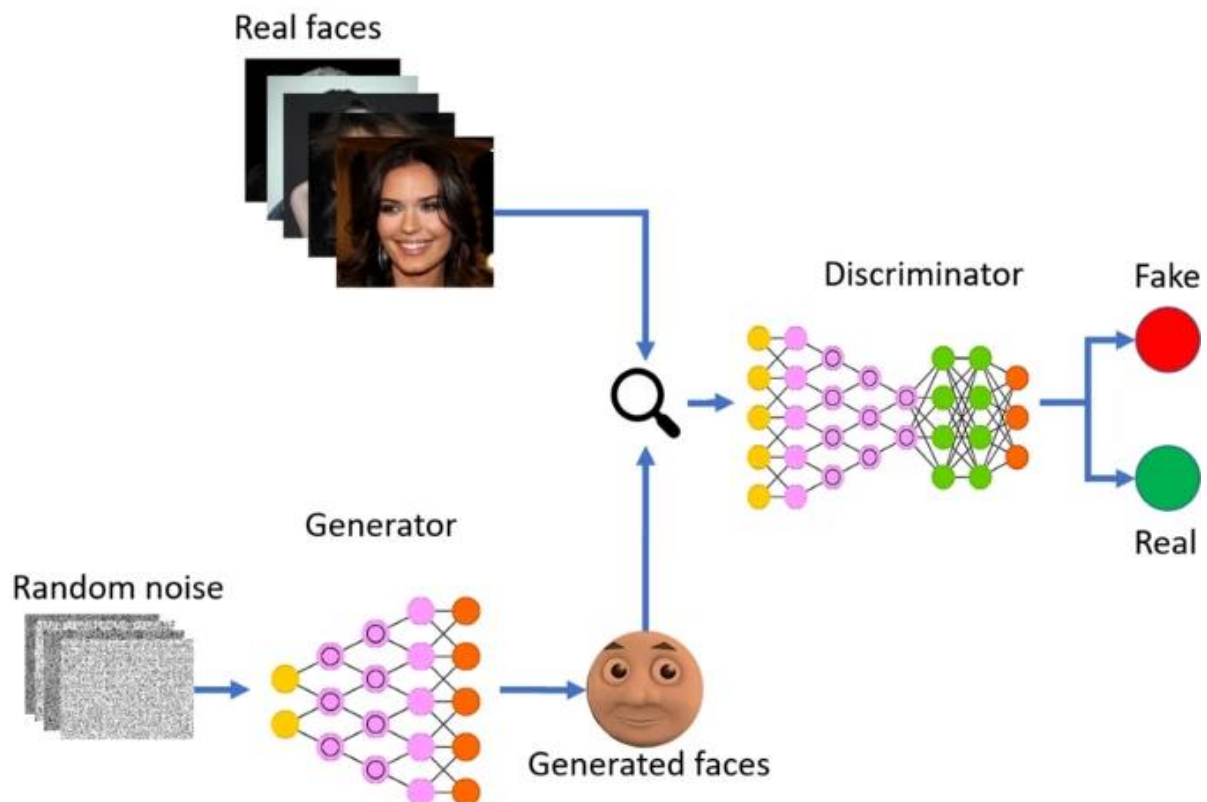 Real faces
Discriminator
Fake
Generator
Real
Random noise
Generated faces